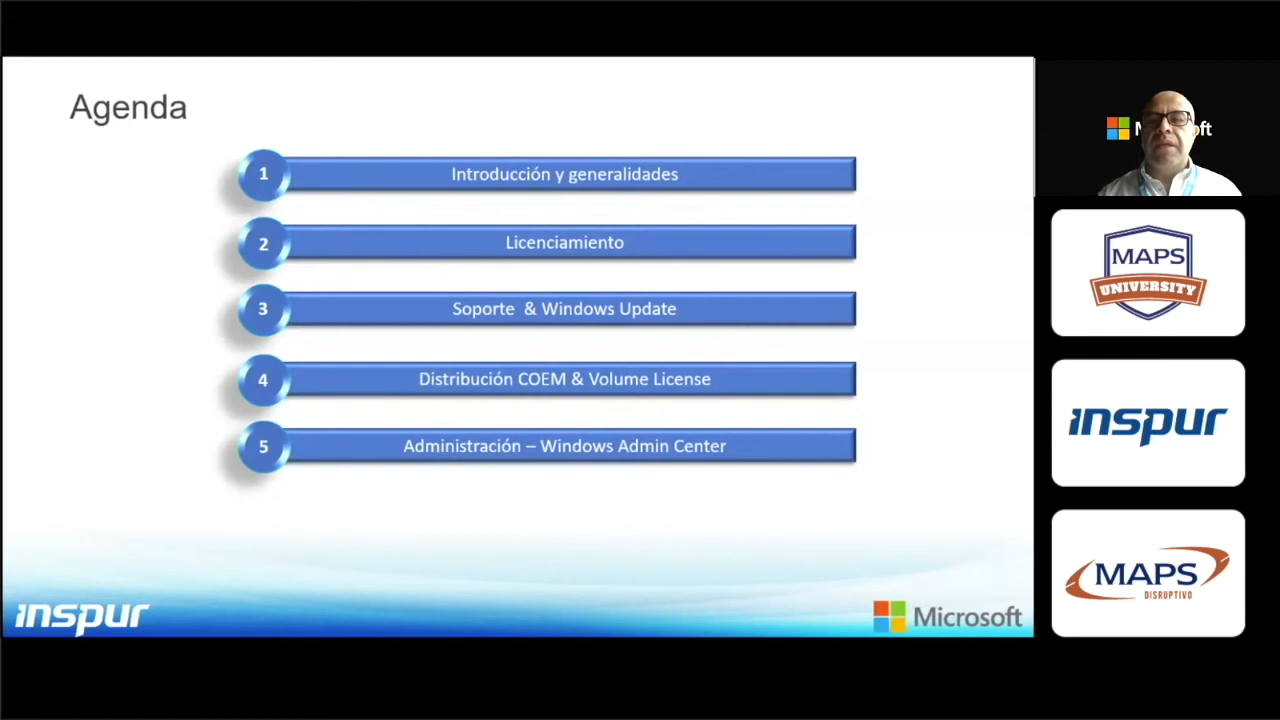 Agenda
1 Introducción y generalidades
2 Licenciamiento
3 Soporte & Windows Update
4 Distribución COEM & Volume License
5 Administración – Windows Admin Center
inspur
Microsoft
MAPS
UNIVERSITY
inspur
MAPS
DISRUPTIVO